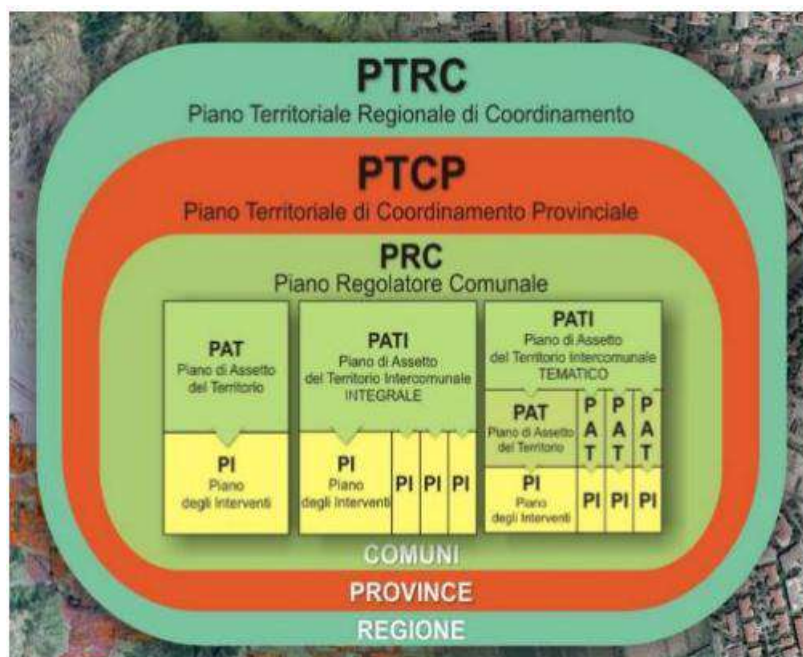 PTRC
Piano Territoriale Regionale di Coordinamento
PTCP
Piano Territoriale di Coordinamento Provinciale
PRC
Piano Regolatore Comunale
PAT
Piano di Assetto
del Territorio
PI
Piano
degli Interventi
PATI
Piano di Assetto
del Territorio Intercomunale
INTEGRALE
PI
Piano
degli Interventi
PI
PI
PI
PATI
Piano di Assetto
del Territorio Intercomunale
TEMATICO
PAT
Piano di Assetto
del Territorio
P
A
T
P
A
T
P
A
T
PI
Piano
degli Interventi
PI
PI
PI
COMUNI
PROVINCE
REGIONE